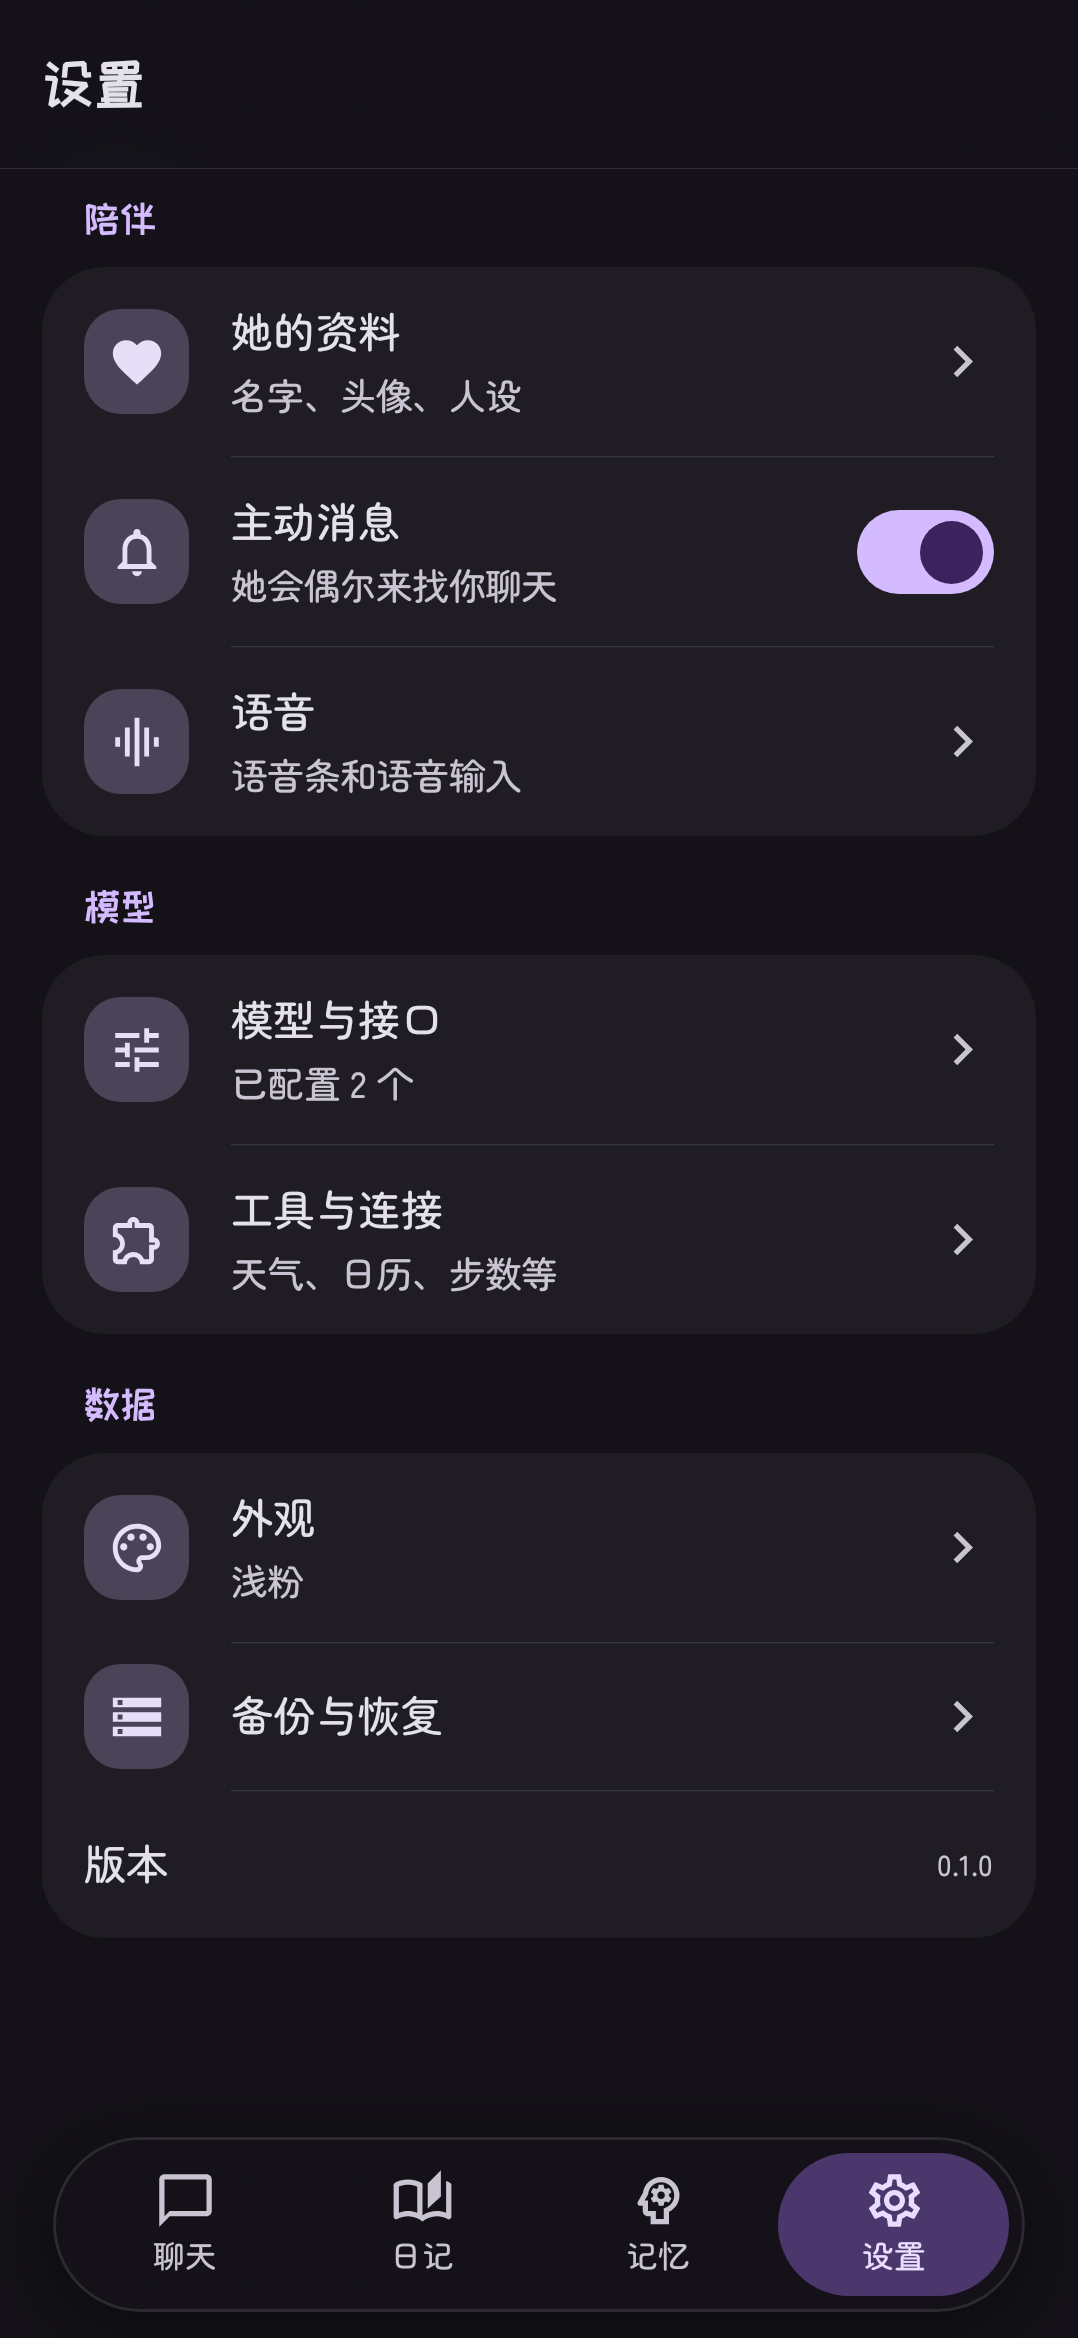 设置
陪伴
她的资料
名字、头像、人设
主动消息
她会偶尔来找你聊天
语音
语音条和语音输入
模型
模型与接口
已配置 2 个
工具与连接
天气、日历、步数等
数据
外观
浅粉
备份与恢复
版本
0.1.0
聊天
日记
记忆
设置